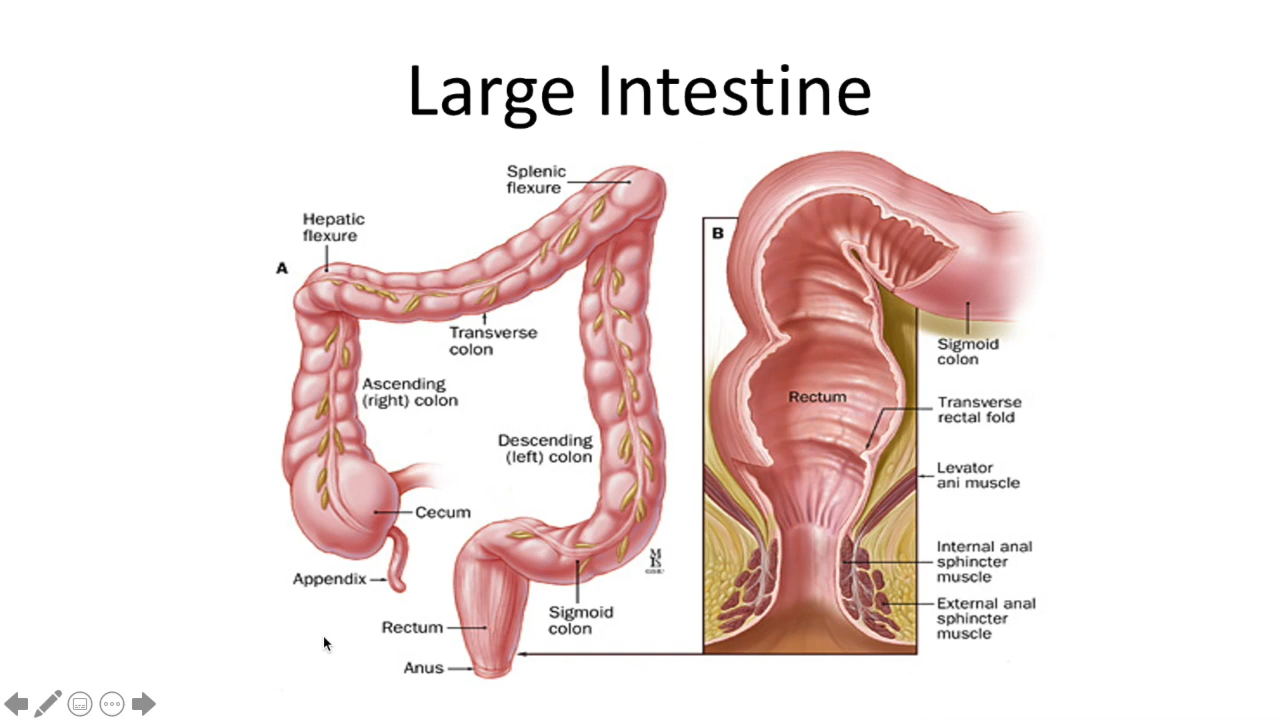 Large Intestine
Splenic
flexure
Hepatic
flexure
A
Transverse
colon
Ascending
(right) colon
Descending
(left) colon
Cecum
Appendix
Sigmoid
colon
Rectum
Anus
B
Sigmoid
colon
Rectum
Transverse
rectal fold
Levator
ani muscle
Internal anal
sphincter
muscle
External anal
sphincter
muscle